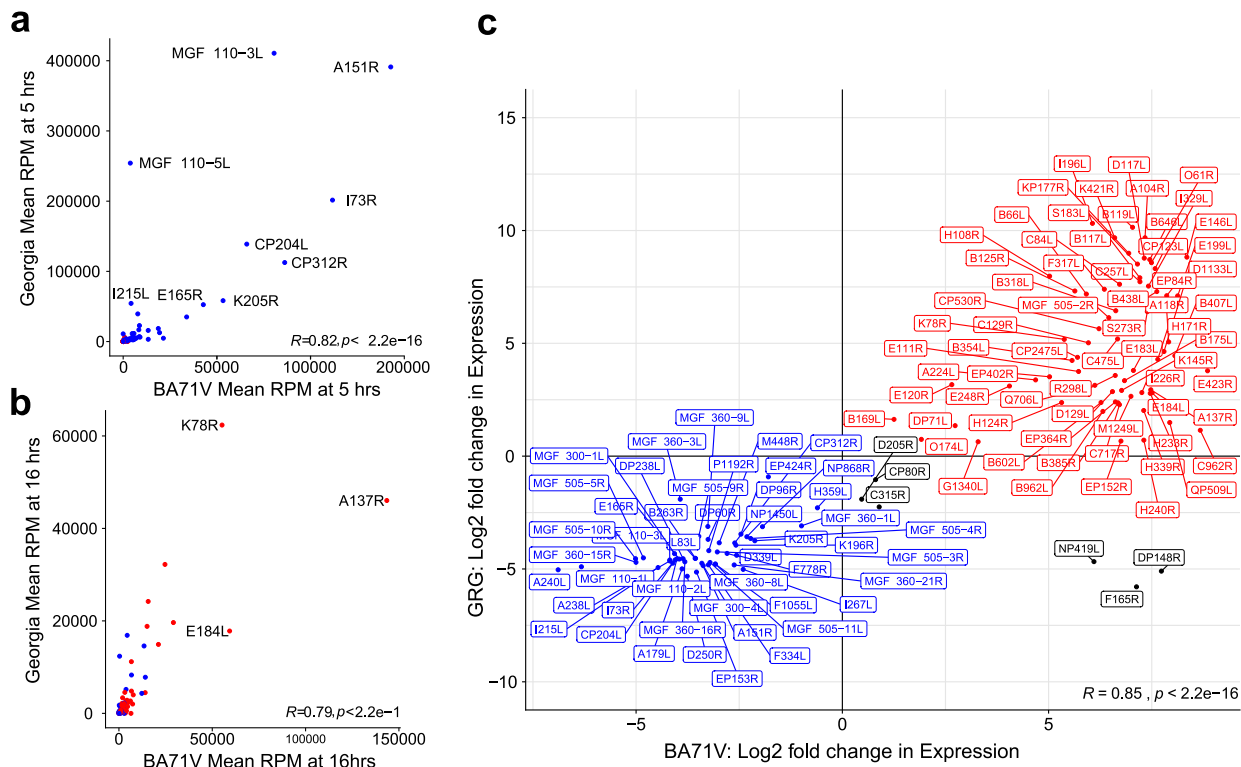 a
Georgia Mean RPM at 5 hrs
400000
300000
200000
100000
0
MGF 110-3L
A151R
MGF 110-5L
I73R
CP204L
CP312R
I215L
E165R
K205R
R=0.82,p< 2.2e-16
0
50000
100000
150000
200000
BA71V Mean RPM at 5 hrs
b
Georgia Mean RPM at 16 hrs
60000
40000
20000
0
K78R
A137R
E184L
R=0.79,p<2.2e-1
0
50000
100000
150000
BA71V Mean RPM at 16hrs
c
GRG: Log2 fold change in Expression
15
10
5
0
−5
−10
I196L
D117L
O61R
KP177R
K421R
A104R
I329L
S183L
B119L
B646L
E146L
B66L
C84L
B117L
CP123L
E199L
H108R
F317L
C257L
EP84R
D1133L
B125R
B318L
MGF 505-2R
B438L
A118R
B407L
CP530R
S273R
H171R
K78R
C129R
E183L
B175L
E111R
B354L
CP2475L
C475L
K145R
A224L
EP402R
R298L
I226R
E423R
E120R
E248R
Q706L
E184L
A137R
B169L
DP71L
H124R
D129L
M1249L
H233R
O174L
D205R
EP364R
C717R
H339R
C962R
CP80R
B602L
B385R
C315R
G1340L
B962L
EP152R
QP509L
H240R
MGF 360-9L
MGF 360-3L
M448R
CP312R
MGF 300-1L
DP238L
P1192R
EP424R
NP868R
MGF 505-5R
MGF 505-9R
DP96R
H359L
E165R
B263R
DP60R
NP1450L
MGF 360-1L
MGF 505-10R
MGF 110-3L
L83L
K205R
MGF 505-4R
MGF 360-15R
D339L
K196R
MGF 505-3R
A240L
MGF 110-1L
F778R
MGF 360-21R
MGF 360-8L
A238L
I73R
MGF 110-2L
MGF 300-4L
F1055L
I267L
I215L
CP204L
MGF 360-16R
A151R
MGF 505-11L
A179L
D250R
F334L
EP153R
NP419L
DP148R
F165R
R = 0.85 , p < 2.2e-16
−5
0
5
BA71V: Log2 fold change in Expression